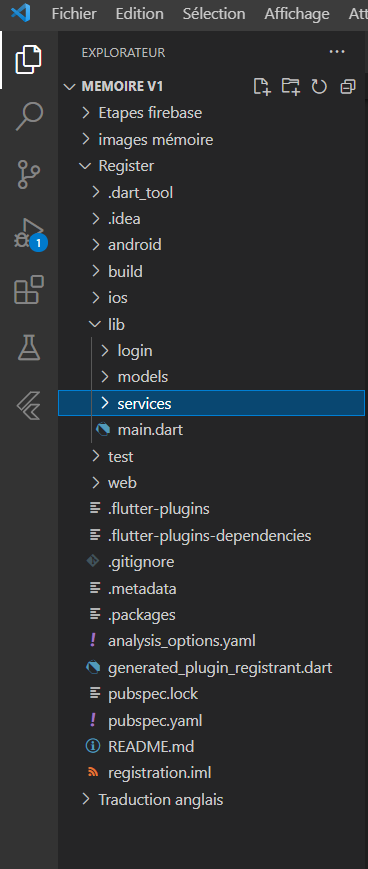 Fichier Edition Sélection Affichage Att
EXPLORATEUR
MEMOIRE V1
Etapes firebase
images mémoire
Register
.dart_tool
.idea
android
build
ios
lib
login
models
services
main.dart
test
web
.flutter-plugins
.flutter-plugins-dependencies
.gitignore
.metadata
.packages
analysis_options.yaml
generated_plugin_registrant.dart
pubspec.lock
pubspec.yaml
README.md
registration.iml
Traduction anglais
1